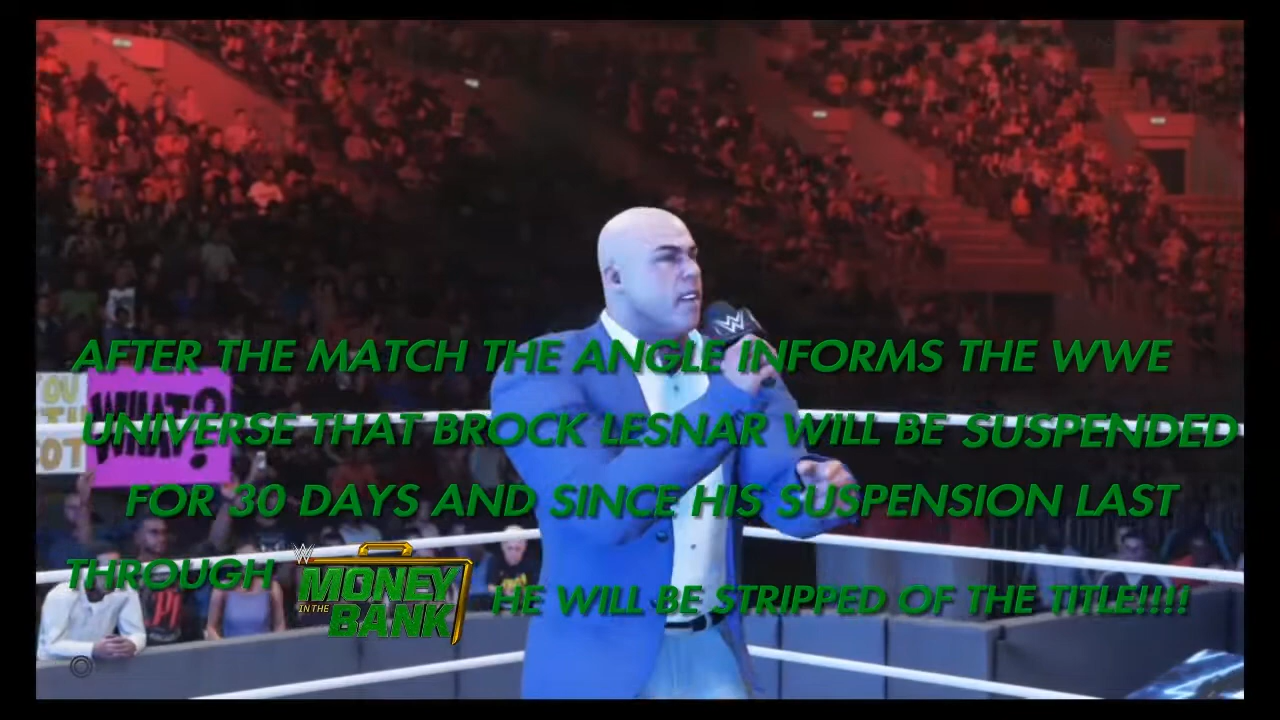 AFTER THE MATCH THE ANGLE INFORMS THE WWE
UNIVERSE THAT BROCK LESNAR WILL BE SUSPENDED
FOR 30 DAYS AND SINCE HIS SUSPENSION LAST
THROUGH MONEY IN THE BANK HE WILL BE STRIPPED OF THE TITLE!!!!
WHAT?